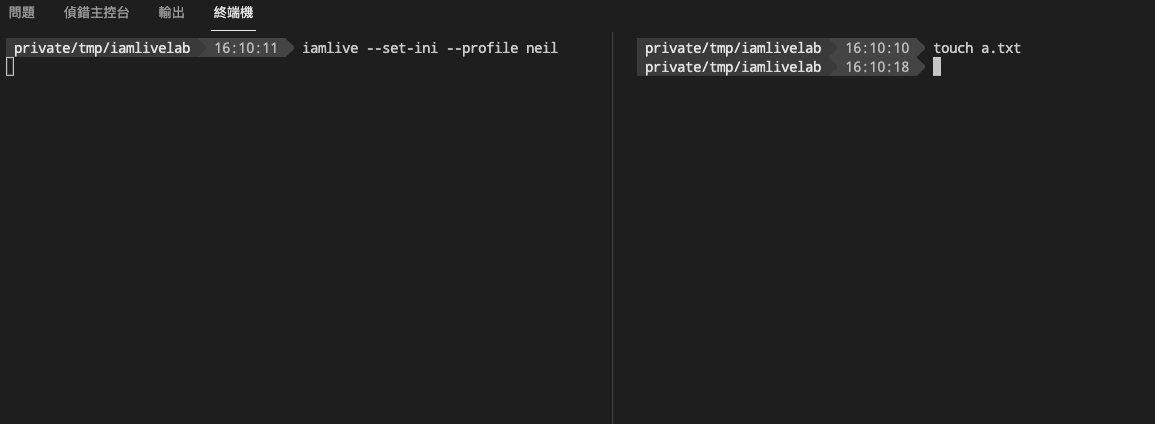 問題 偵錯主控台 輸出 終端機
private/tmp/iamlivelab 16:10:11 iamlive --set-ini --profile neil
private/tmp/iamlivelab 16:10:10 touch a.txt
private/tmp/iamlivelab 16:10:18